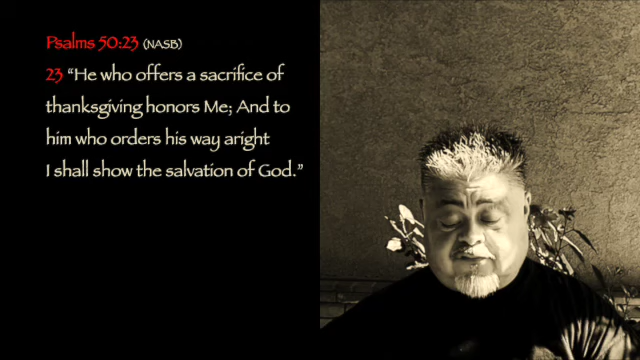 Psalms 50:23 (NASB)
23 “He who offers a sacrifice of
thanksgiving honors Me; And to
him who orders his way aright
I shall show the salvation of God.”